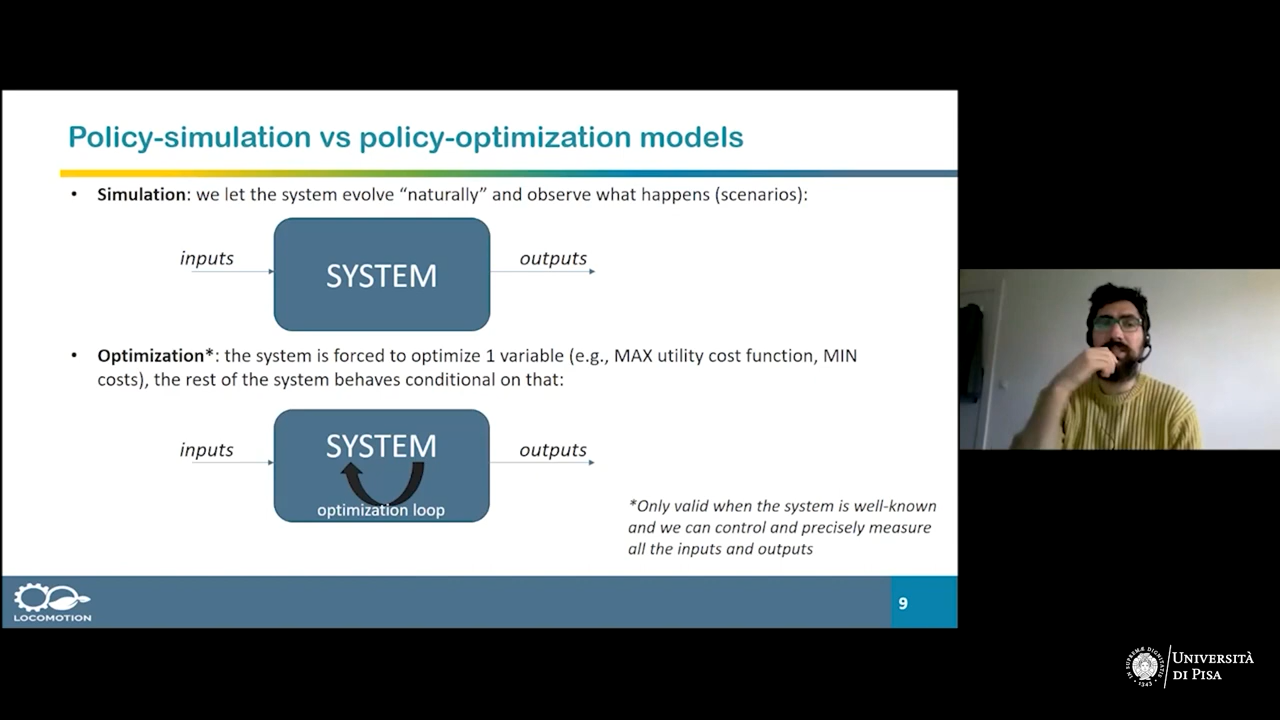 Policy-simulation vs policy-optimization models
• Simulation: we let the system evolve “naturally” and observe what happens (scenarios):
inputs
SYSTEM
outputs
• Optimization*: the system is forced to optimize 1 variable (e.g., MAX utility cost function, MIN
costs), the rest of the system behaves conditional on that:
inputs
SYSTEM
optimization loop
outputs
*Only valid when the system is well-known
and we can control and precisely measure
all the inputs and outputs
LOCOMOTION
9
UNIVERSITÀ
DI PISA